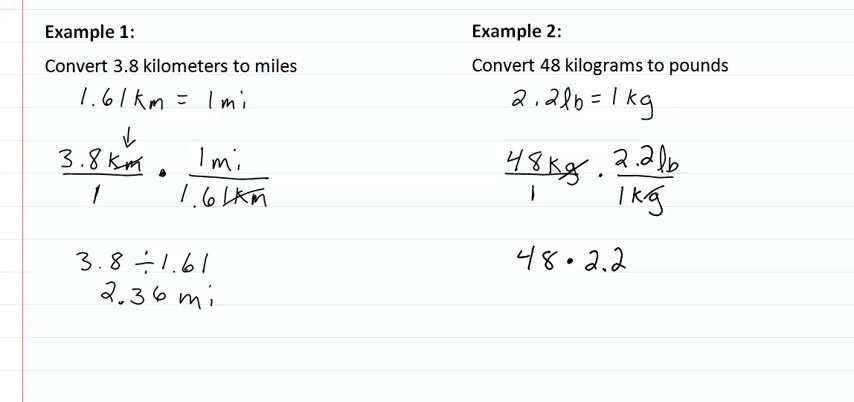 Example 1:
Convert 3.8 kilometers to miles
1.61 km = 1 mi
3.8 km/1 · 1 mi/1.61 km
3.8 ÷ 1.61
2.36 mi
Example 2:
Convert 48 kilograms to pounds
2.2 lb = 1 kg
48 kg/1 · 2.2 lb/1 kg
48 · 2.2